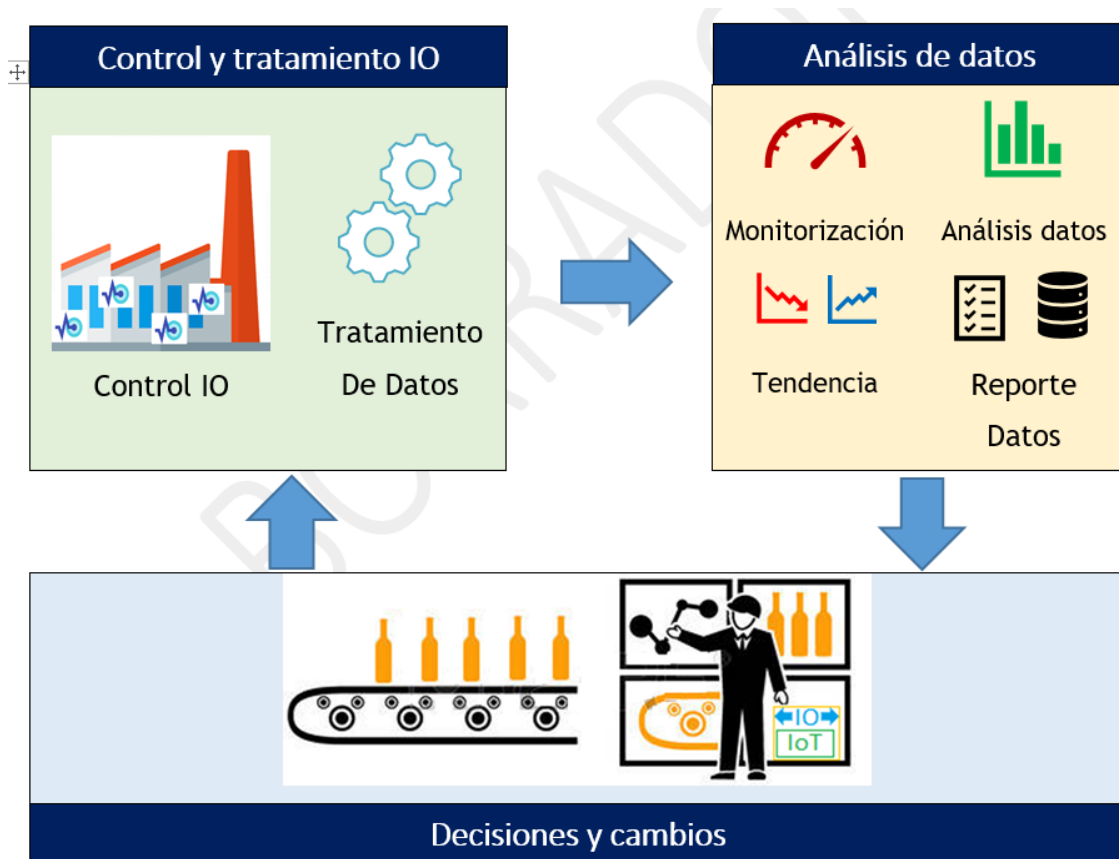 Control y tratamiento IO
Control IO
Tratamiento
De Datos
Análisis de datos
Monitorización
Análisis datos
Tendencia
Reporte
Datos
BORRADOR
IO
IoT
Decisiones y cambios